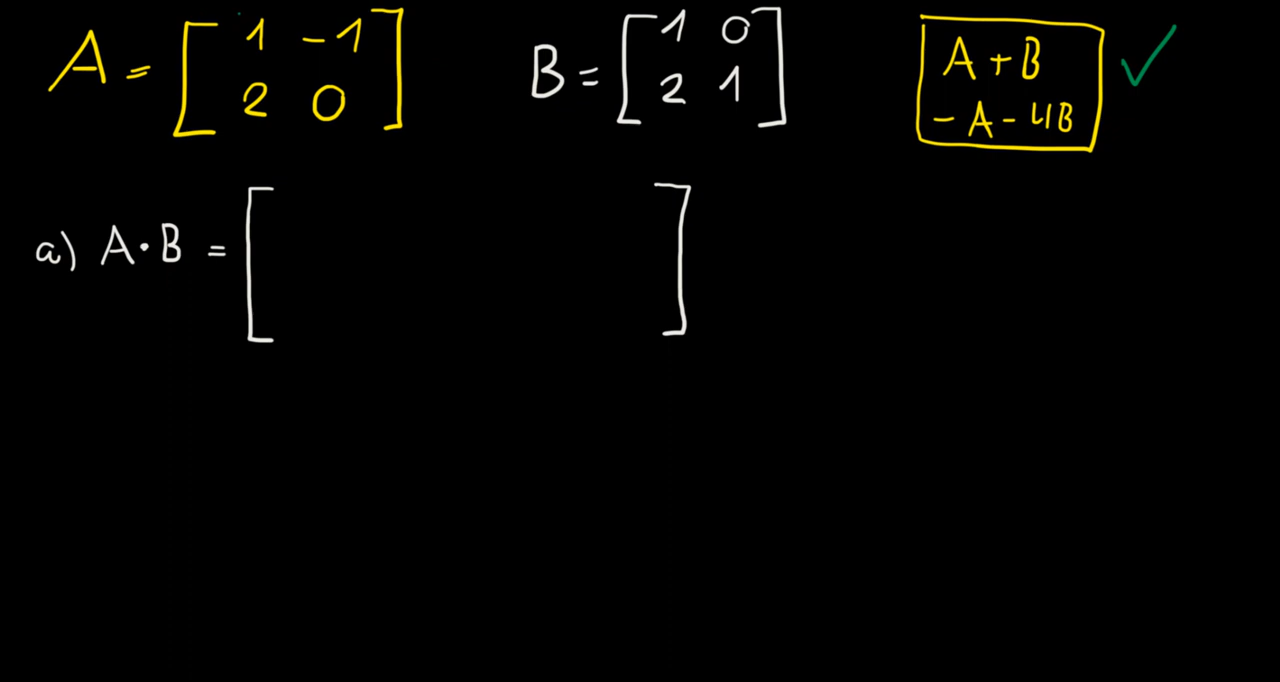 A = [ 1 -1
2 0 ]
B = [ 1 0
2 1 ]
A + B
- A - 4B
a) A · B = [ ]